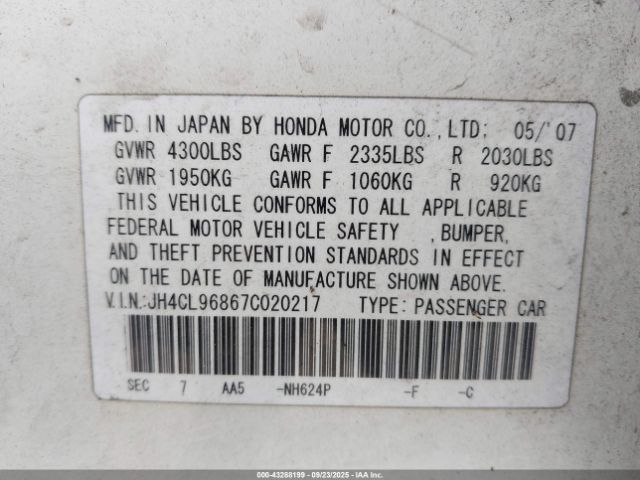 MFD. IN JAPAN BY HONDA MOTOR CO., LTD; 05/'07
GVWR 4300LBS GAWR F 2335LBS R 2030LBS
GVWR 1950KG GAWR F 1060KG R 920KG
THIS VEHICLE CONFORMS TO ALL APPLICABLE
FEDERAL MOTOR VEHICLE SAFETY ,BUMPER,
AND THEFT PREVENTION STANDARDS IN EFFECT
ON THE DATE OF MANUFACTURE SHOWN ABOVE.
V.I.N.:JH4CL96867C020217 TYPE: PASSENGER CAR
SEC 7 AA5 -NH624P -F -C
000-43288199 - 09/23/2025 - IAAI.COM